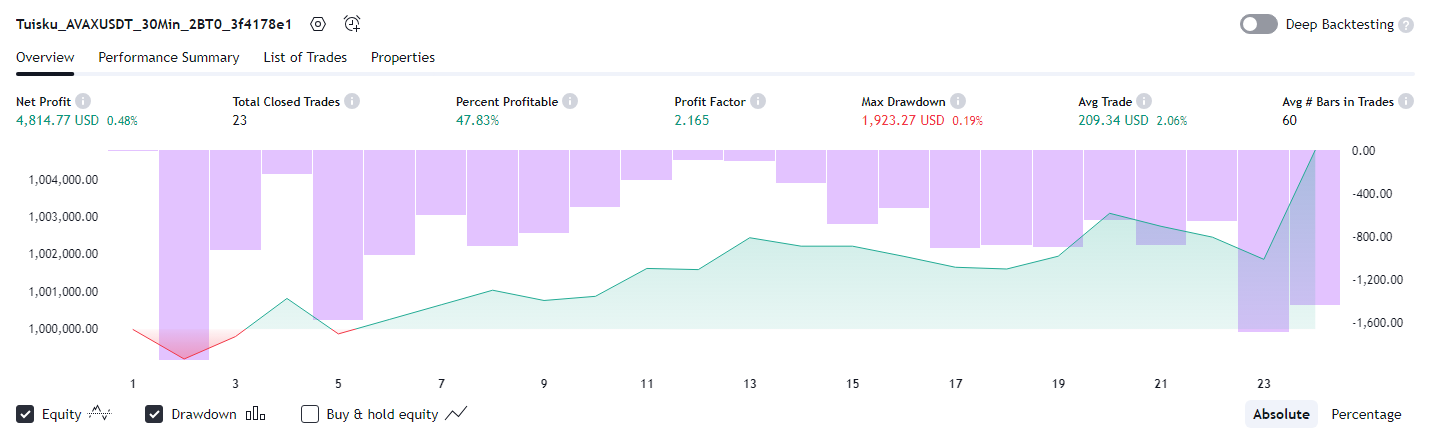 Tuisku_AVAXUSDT_30Min_2BT0_3f4178e1 Deep Backtesting ?
Overview Performance Summary List of Trades Properties
Net Profit i Total Closed Trades i Percent Profitable i Profit Factor i Max Drawdown i Avg Trade i Avg # Bars in Trades i
4,814.77 USD 0.48% 23 47.83% 2.165 1,923.27 USD 0.19% 209.34 USD 2.06% 60
0.00
1,004,000.00
-400.00
1,003,000.00
-800.00
1,002,000.00
-1,200.00
1,001,000.00
-1,600.00
1,000,000.00
1 3 5 7 9 11 13 15 17 19 21 23
Equity Drawdown Buy & hold equity Absolute Percentage